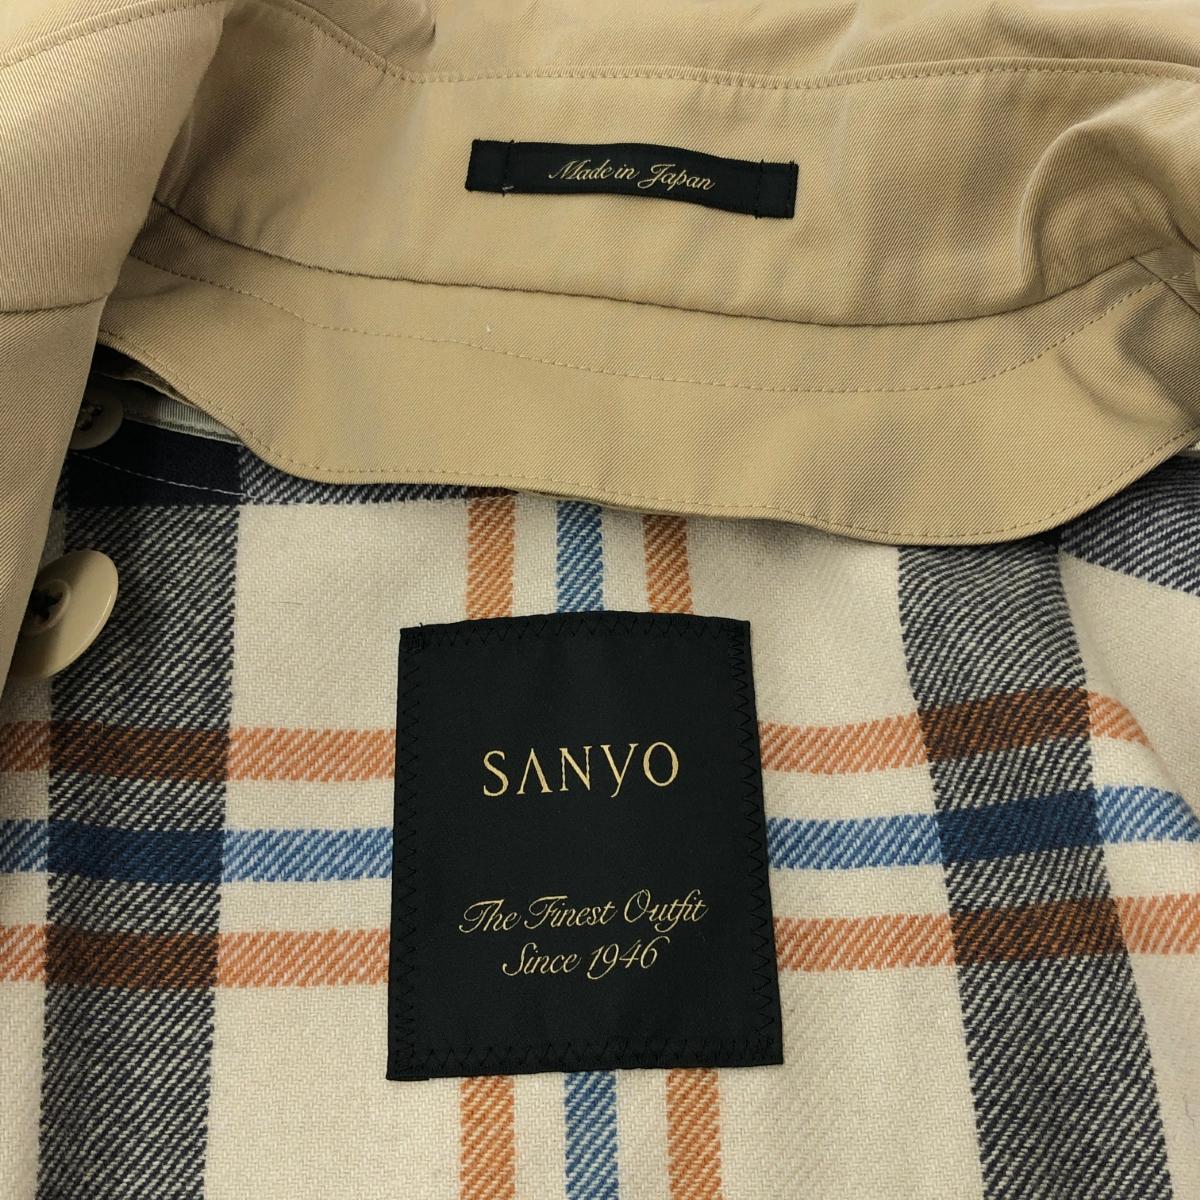 Made in Japan
SANYO
The Finest Outfit
Since 1946